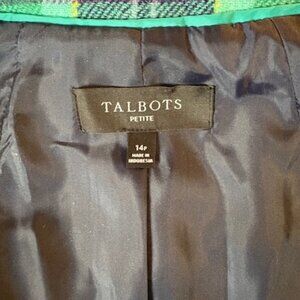 TALBOTS
PETITE
14P
MADE IN
INDONESIA